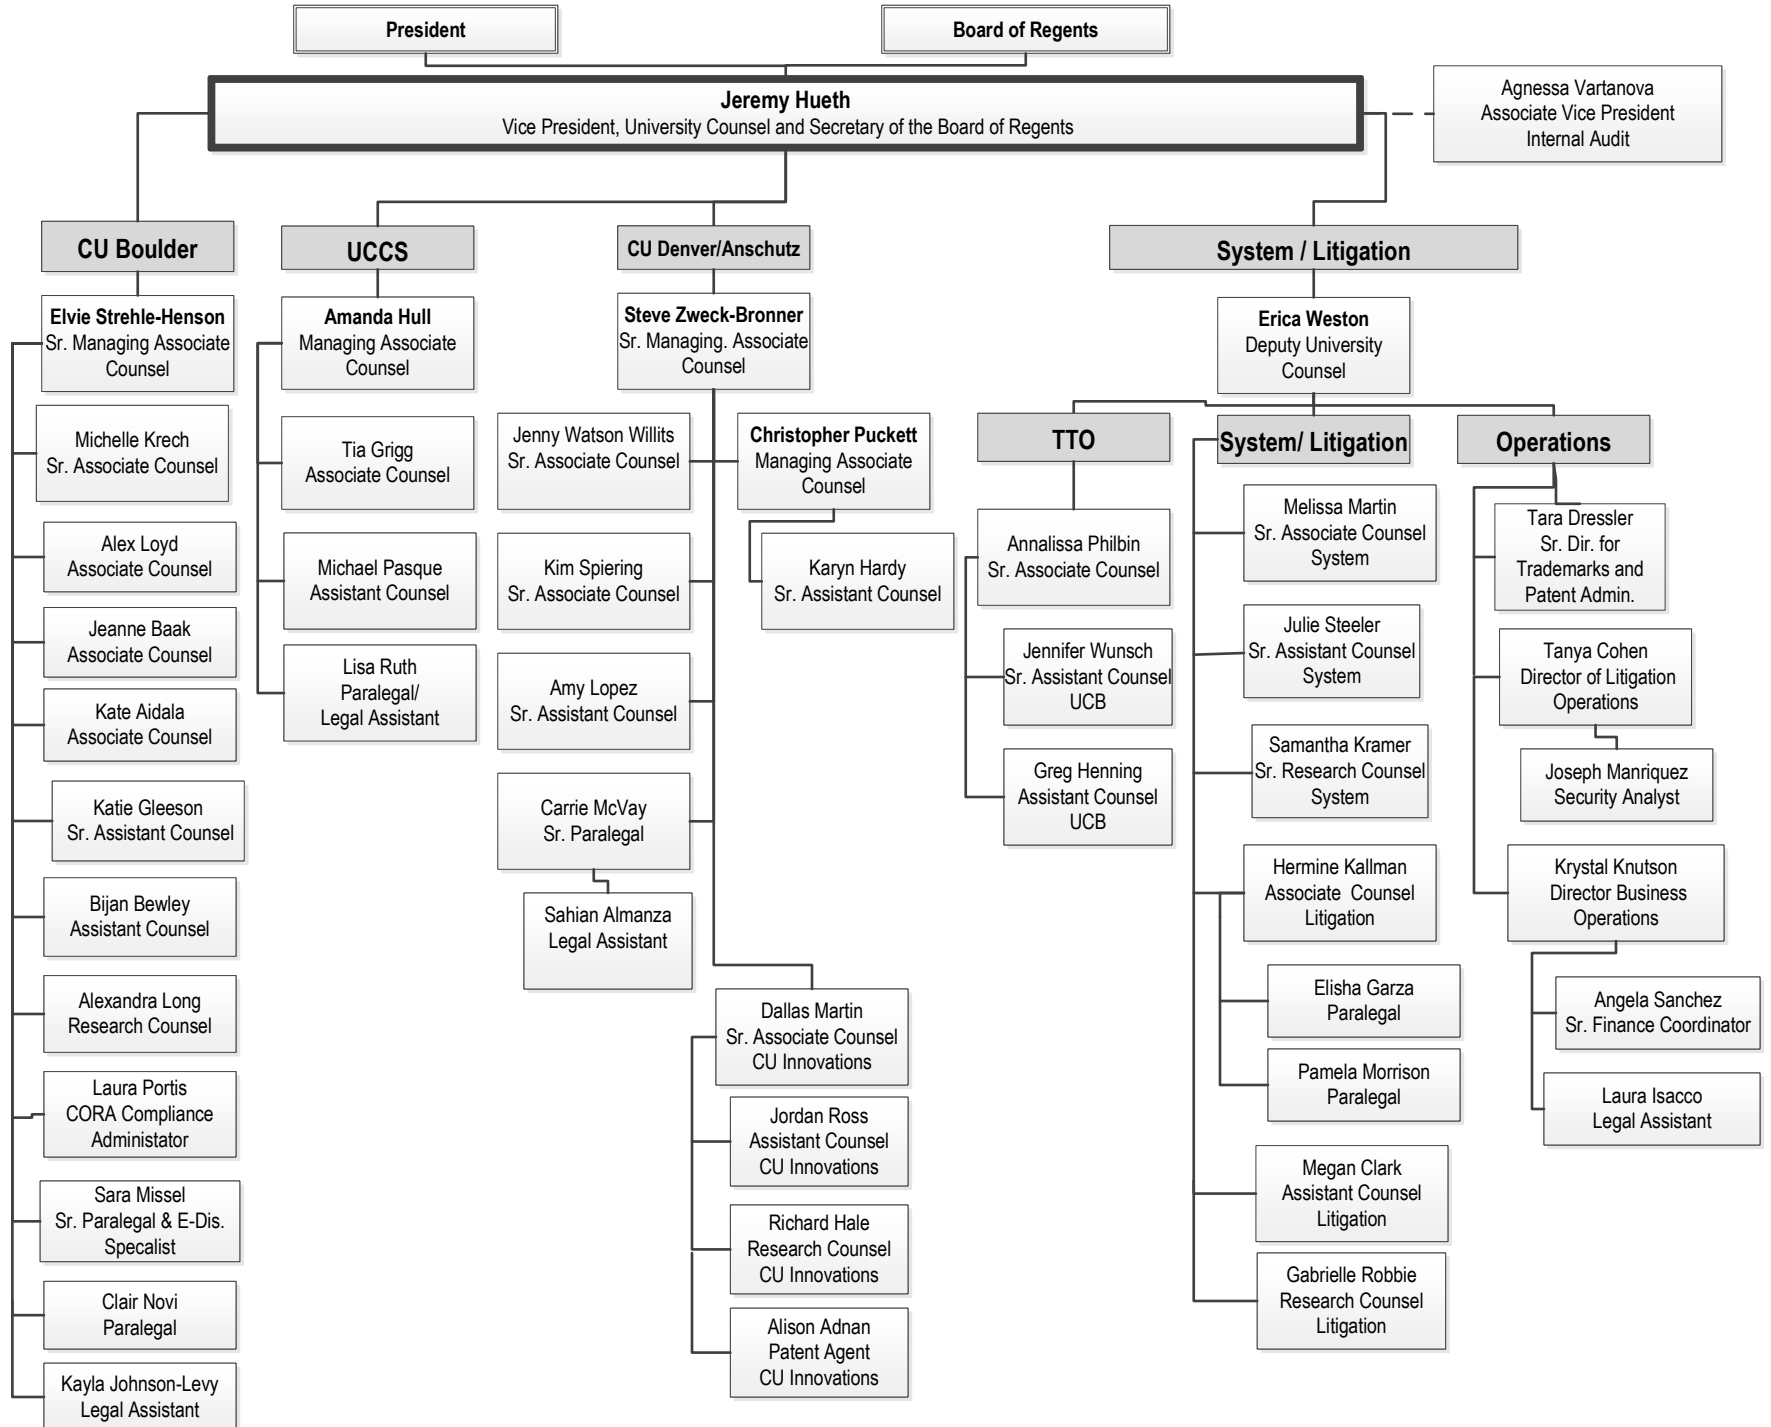 President
Board of Regents
Jeremy Hueth
Vice President, University Counsel and Secretary of the Board of Regents
Agnessa Vartanova
Associate Vice President
Internal Audit
CU Boulder
Elvie Strehle-Henson
Sr. Managing Associate
Counsel
Michelle Krech
Sr. Associate Counsel
Alex Loyd
Associate Counsel
Jeanne Baak
Associate Counsel
Kate Aidala
Associate Counsel
Katie Gleeson
Sr. Assistant Counsel
Bijan Bewley
Assistant Counsel
Alexandra Long
Research Counsel
Laura Portis
CORA Compliance
Administator
Sara Missel
Sr. Paralegal & E-Dis.
Specalist
Clair Novi
Paralegal
Kayla Johnson-Levy
Legal Assistant
UCCS
Amanda Hull
Managing Associate
Counsel
Tia Grigg
Associate Counsel
Michael Pasque
Assistant Counsel
Lisa Ruth
Paralegal/
Legal Assistant
CU Denver/Anschutz
Steve Zweck-Bronner
Sr. Managing. Associate
Counsel
Jenny Watson Willits
Sr. Associate Counsel
Kim Spiering
Sr. Associate Counsel
Amy Lopez
Sr. Assistant Counsel
Carrie McVay
Sr. Paralegal
Sahian Almanza
Legal Assistant
Christopher Puckett
Managing Associate
Counsel
Karyn Hardy
Sr. Assistant Counsel
Dallas Martin
Sr. Associate Counsel
CU Innovations
Jordan Ross
Assistant Counsel
CU Innovations
Richard Hale
Research Counsel
CU Innovations
Alison Adnan
Patent Agent
CU Innovations
System / Litigation
Erica Weston
Deputy University
Counsel
TTO
Annalissa Philbin
Sr. Associate Counsel
Jennifer Wunsch
Sr. Assistant Counsel
UCB
Greg Henning
Assistant Counsel
UCB
System/ Litigation
Melissa Martin
Sr. Associate Counsel
System
Julie Steeler
Sr. Assistant Counsel
System
Samantha Kramer
Sr. Research Counsel
System
Hermine Kallman
Associate Counsel
Litigation
Elisha Garza
Paralegal
Pamela Morrison
Paralegal
Megan Clark
Assistant Counsel
Litigation
Gabrielle Robbie
Research Counsel
Litigation
Operations
Tara Dressler
Sr. Dir. for
Trademarks and
Patent Admin.
Tanya Cohen
Director of Litigation
Operations
Joseph Manriquez
Security Analyst
Krystal Knutson
Director Business
Operations
Angela Sanchez
Sr. Finance Coordinator
Laura Isacco
Legal Assistant